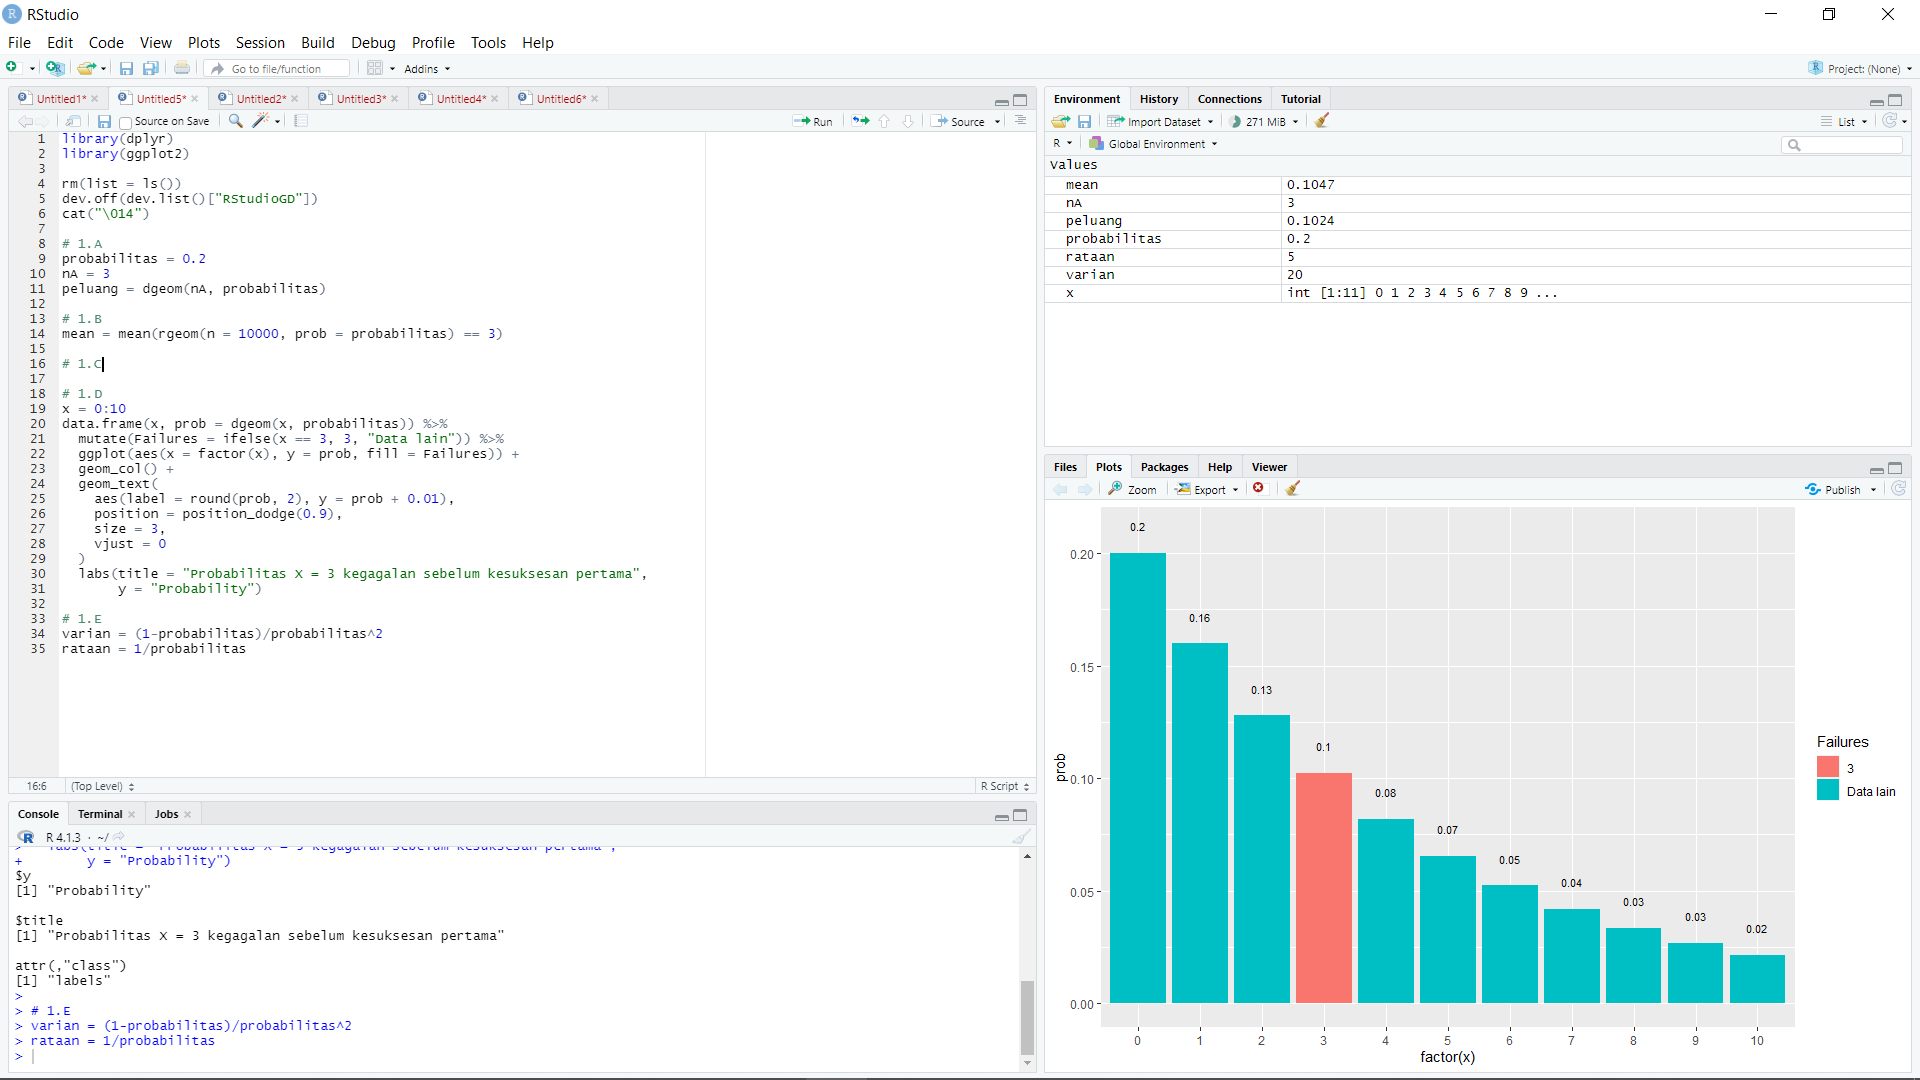 RStudio
File Edit Code View Plots Session Build Debug Profile Tools Help
Go to file/function Addins Project: (None)
Untitled1* Untitled5* Untitled2* Untitled3* Untitled4* Untitled6*
Source on Save Run Source
1 library(dplyr)
2 library(ggplot2)
3
4 rm(list = ls())
5 dev.off(dev.list()["RStudioGD"])
6 cat("\014")
7
8 # 1.A
9 probabilitas = 0.2
10 nA = 3
11 peluang = dgeom(nA, probabilitas)
12
13 # 1.B
14 mean = mean(rgeom(n = 10000, prob = probabilitas) == 3)
15
16 # 1.C
17
18 # 1.D
19 x = 0:10
20 data.frame(x, prob = dgeom(x, probabilitas)) %>%
21 mutate(Failures = ifelse(x == 3, 3, "Data lain")) %>%
22 ggplot(aes(x = factor(x), y = prob, fill = Failures)) +
23 geom_col() +
24 geom_text(
25 aes(label = round(prob, 2), y = prob + 0.01),
26 position = position_dodge(0.9),
27 size = 3,
28 vjust = 0
29 )
30 labs(title = "Probabilitas X = 3 kegagalan sebelum kesuksesan pertama",
31 y = "Probability")
32
33 # 1.E
34 varian = (1-probabilitas)/probabilitas^2
35 rataan = 1/probabilitas
16:6 (Top Level) R Script
Console Terminal Jobs
R 4.1.3 · ~/
> labs(title = "Probabilitas X = 3 kegagalan sebelum kesuksesan pertama",
+ y = "Probability")
$y
[1] "Probability"
$title
[1] "Probabilitas X = 3 kegagalan sebelum kesuksesan pertama"
attr(,"class")
[1] "labels"
>
> # 1.E
> varian = (1-probabilitas)/probabilitas^2
> rataan = 1/probabilitas
>
Environment History Connections Tutorial
Import Dataset 271 MiB List
R Global Environment
Values
mean 0.1047
nA 3
peluang 0.1024
probabilitas 0.2
rataan 5
varian 20
x int [1:11] 0 1 2 3 4 5 6 7 8 9 ...
Files Plots Packages Help Viewer
Zoom Export Publish
0.2
0.16
0.13
0.1
0.08
0.07
0.05
0.04
0.03
0.03
0.02
0.20
0.15
0.10
0.05
0.00
prob
0 1 2 3 4 5 6 7 8 9 10
factor(x)
Failures
3
Data lain